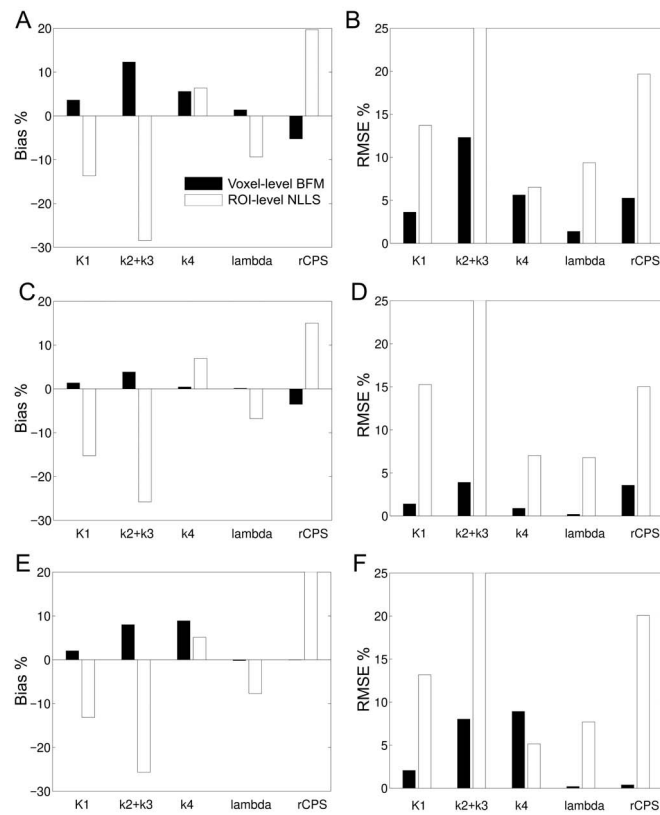 A
20
10
0
−10
−20
−30
Bias %
Voxel-level BFM
ROI-level NLLS
K1 k2+k3 k4 lambda rCPS
B
25
20
15
10
5
0
RMSE %
K1 k2+k3 k4 lambda rCPS
C
20
10
0
−10
−20
−30
Bias %
K1 k2+k3 k4 lambda rCPS
D
25
20
15
10
5
0
RMSE %
K1 k2+k3 k4 lambda rCPS
E
20
10
0
−10
−20
−30
Bias %
K1 k2+k3 k4 lambda rCPS
F
25
20
15
10
5
0
RMSE %
K1 k2+k3 k4 lambda rCPS